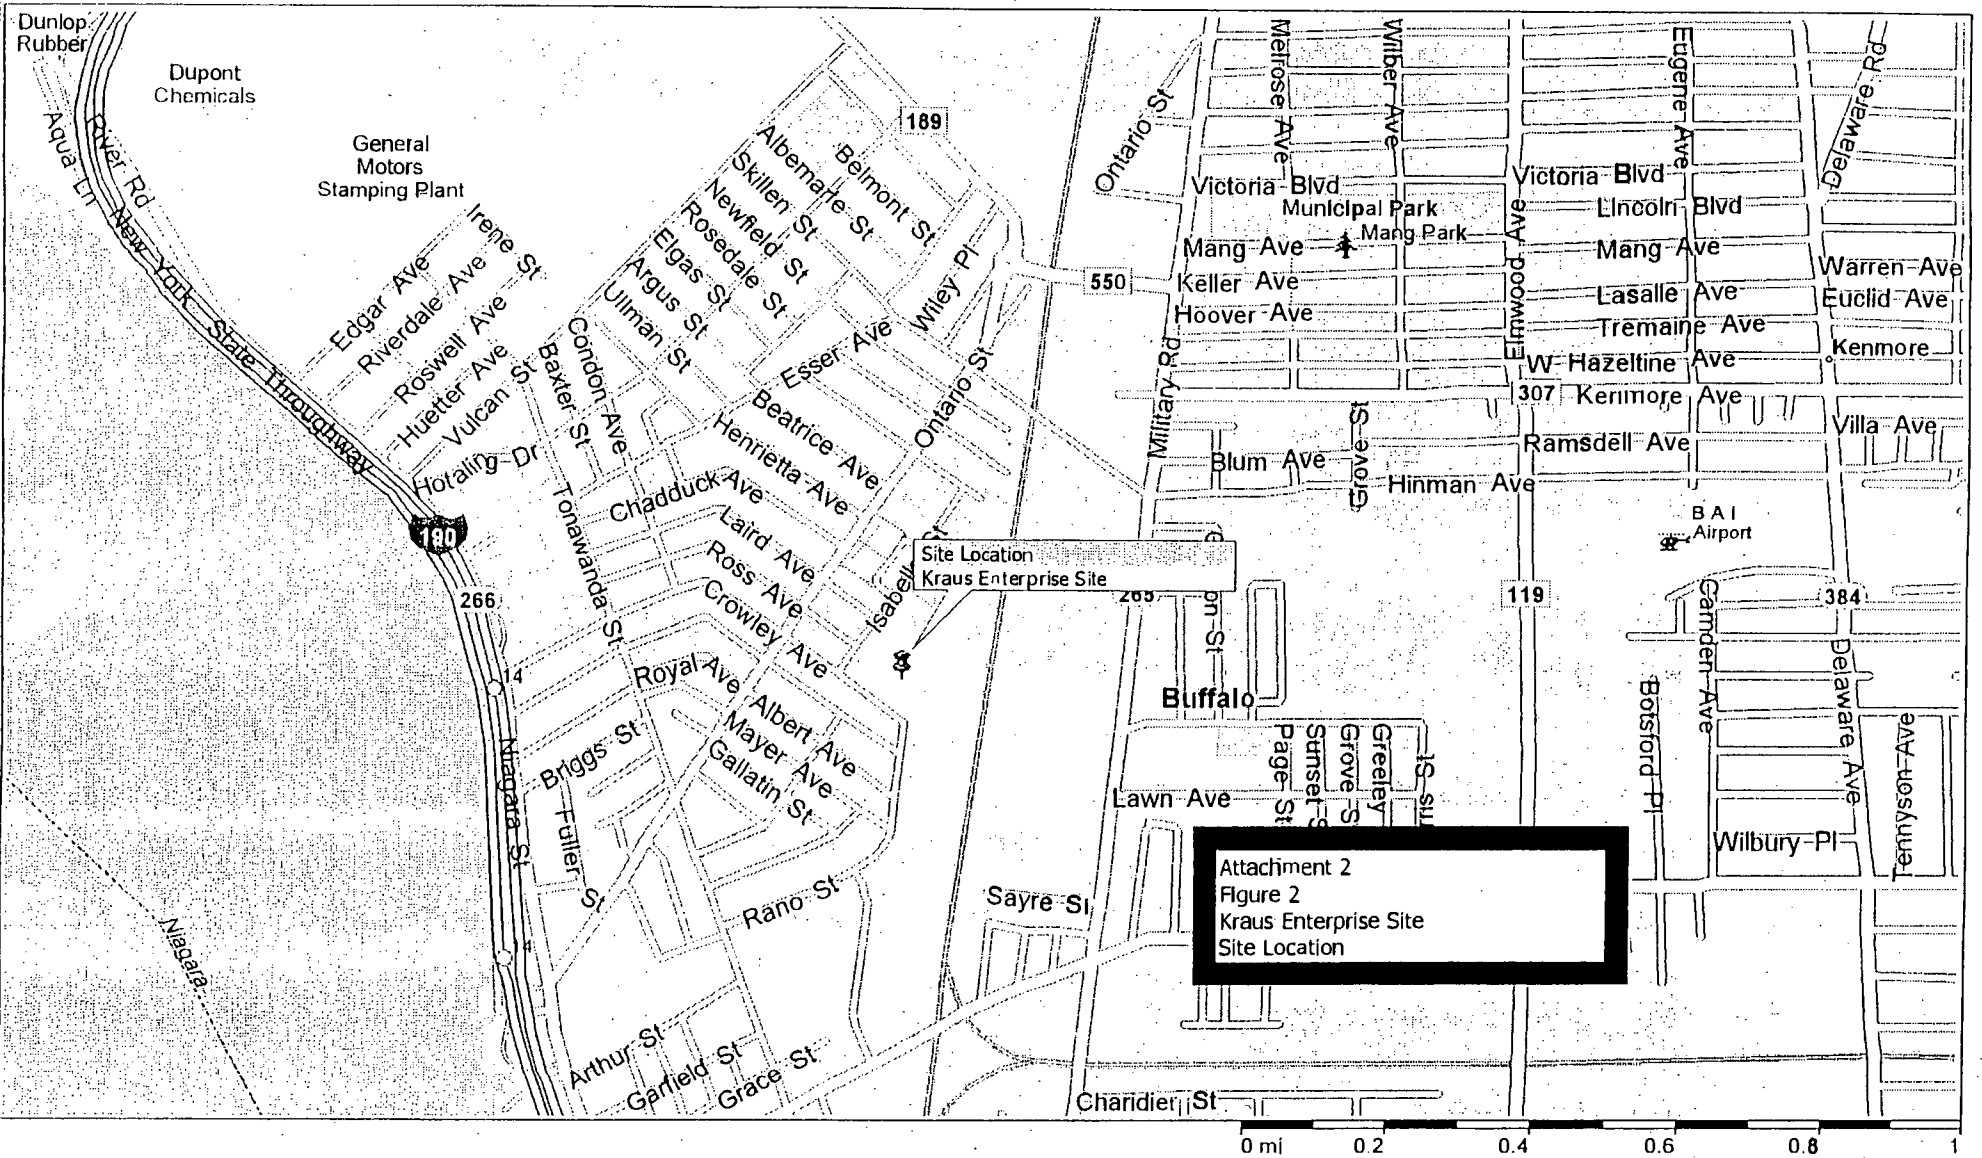 Dunlop
Rubber
Dupont
Chemicals
General
Motors
Stamping Plant
Aqua Ln
River Rd
New York State Throughway
Irene St
Edgar Ave
Riverdale Ave
Roswell Ave
Huetter Ave
Vulcan St
Hotaling Dr
Baxter St
Condon Ave
Albemarle St
Skillen St
Belmont St
Newfield St
Rosedale St
Elgas St
Argus St
Ullman St
189
Wiley Pl
Esser Ave
Ontario St
Ontario St
Beatrice Ave
Henrietta Ave
Chadduck Ave
Laird Ave
Ross Ave
Crowley Ave
Tonawanda St
Royal Ave
Albert Ave
Mayer Ave
Gallatin St
Briggs St
Fuller St
Rano St
Niagara St
Arthur St
Garfield St
Grace St
190
266
14
Niagara
Site Location
Kraus Enterprise Site
Military Rd
550
265
Melrose Ave
Wilber Ave
Eugene Ave
Delaware Rd
Victoria Blvd
Victoria Blvd
Municipal Park
Mang Park
Lincoln Blvd
Mang Ave
Mang Ave
Keller Ave
Hoover Ave
Elmwood Ave
Warren Ave
Lasalle Ave
Euclid Ave
Tremaine Ave
W Hazeltine Ave
Kenmore
307
Kenmore Ave
Villa Ave
Ramsdell Ave
Blum Ave
Grove St
Hinman Ave
B A I
Airport
119
384
Camden Ave
Delaware Ave
Botsford Pl
Tennyson Ave
Wilbury Pl
Buffalo
Page St
Sunset S
Grove S
Greeley
Lawn Ave
Sayre St
Chandler St
Attachment 2
Figure 2
Kraus Enterprise Site
Site Location
0 mi 0.2 0.4 0.6 0.8 1